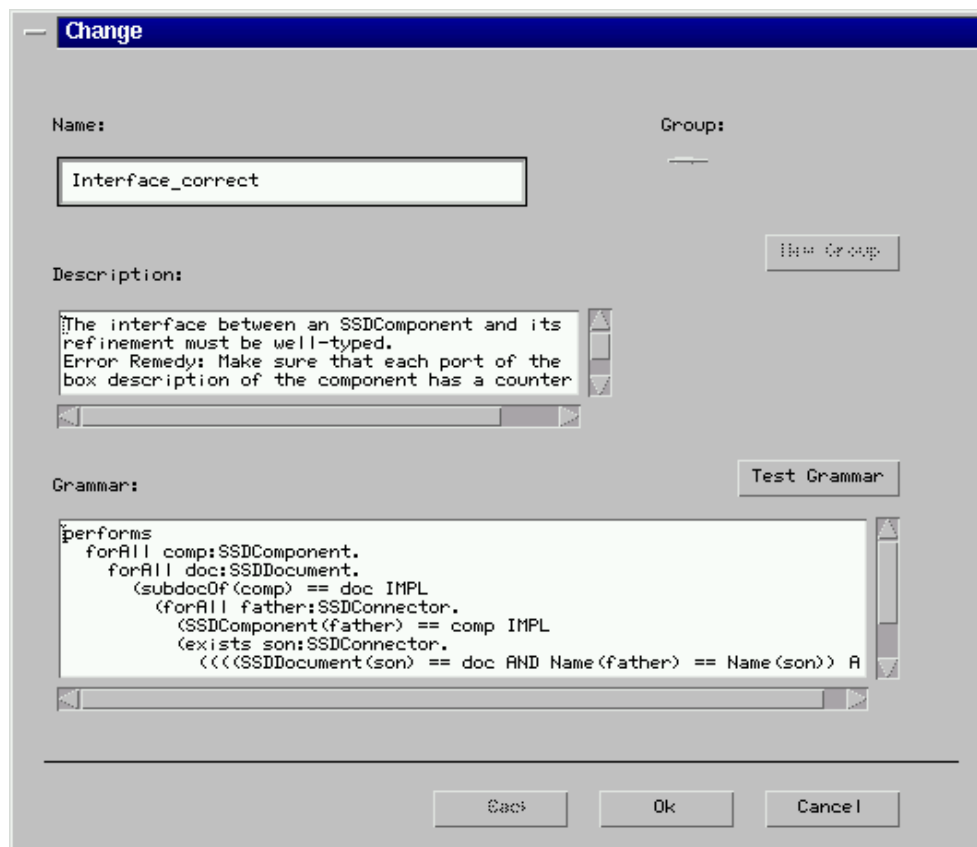 Change
Name:
Group:
Interface_correct
New Group
Description:
The interface between an SSDComponent and its
refinement must be well-typed.
Error Remedy: Make sure that each port of the
box description of the component has a counter
Test Grammar
Grammar:
performs
forAll comp:SSDComponent.
forAll doc:SSDDocument.
(subdocOf(comp) == doc IMPL
(forAll father:SSDConnector.
(SSDComponent(father) == comp IMPL
(exists son:SSDConnector.
((((SSDDocument(son) == doc AND Name(father) == Name(son)) A
Back
Ok
Cancel